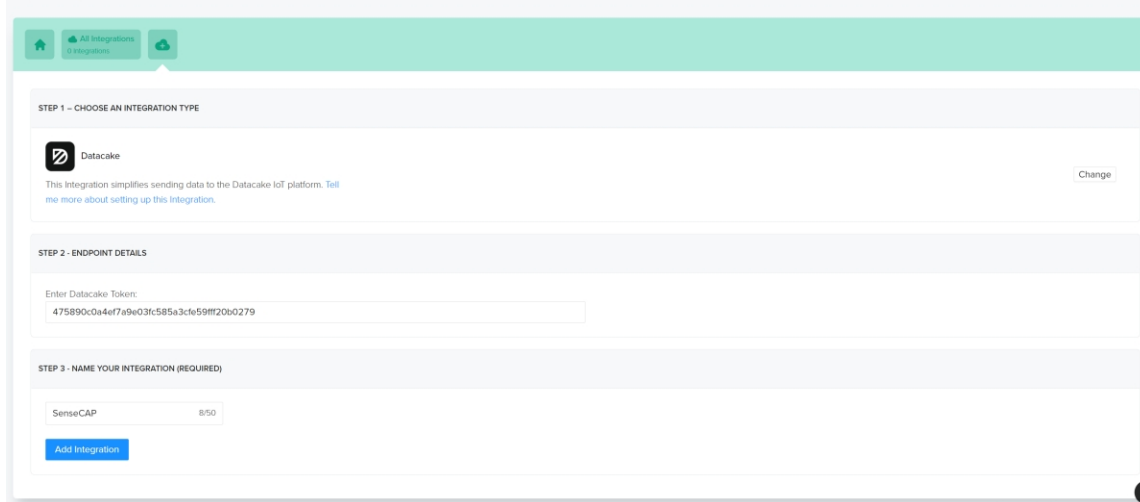 All Integrations
0 Integrations
STEP 1 – CHOOSE AN INTEGRATION TYPE
Datacake
This Integration simplifies sending data to the Datacake IoT platform. Tell
me more about setting up this Integration.
Change
STEP 2 - ENDPOINT DETAILS
Enter Datacake Token:
475890c0a4ef7a9e03fc585a3cfe59fff20b0279
STEP 3 - NAME YOUR INTEGRATION (REQUIRED)
SenseCAP 8/50
Add Integration